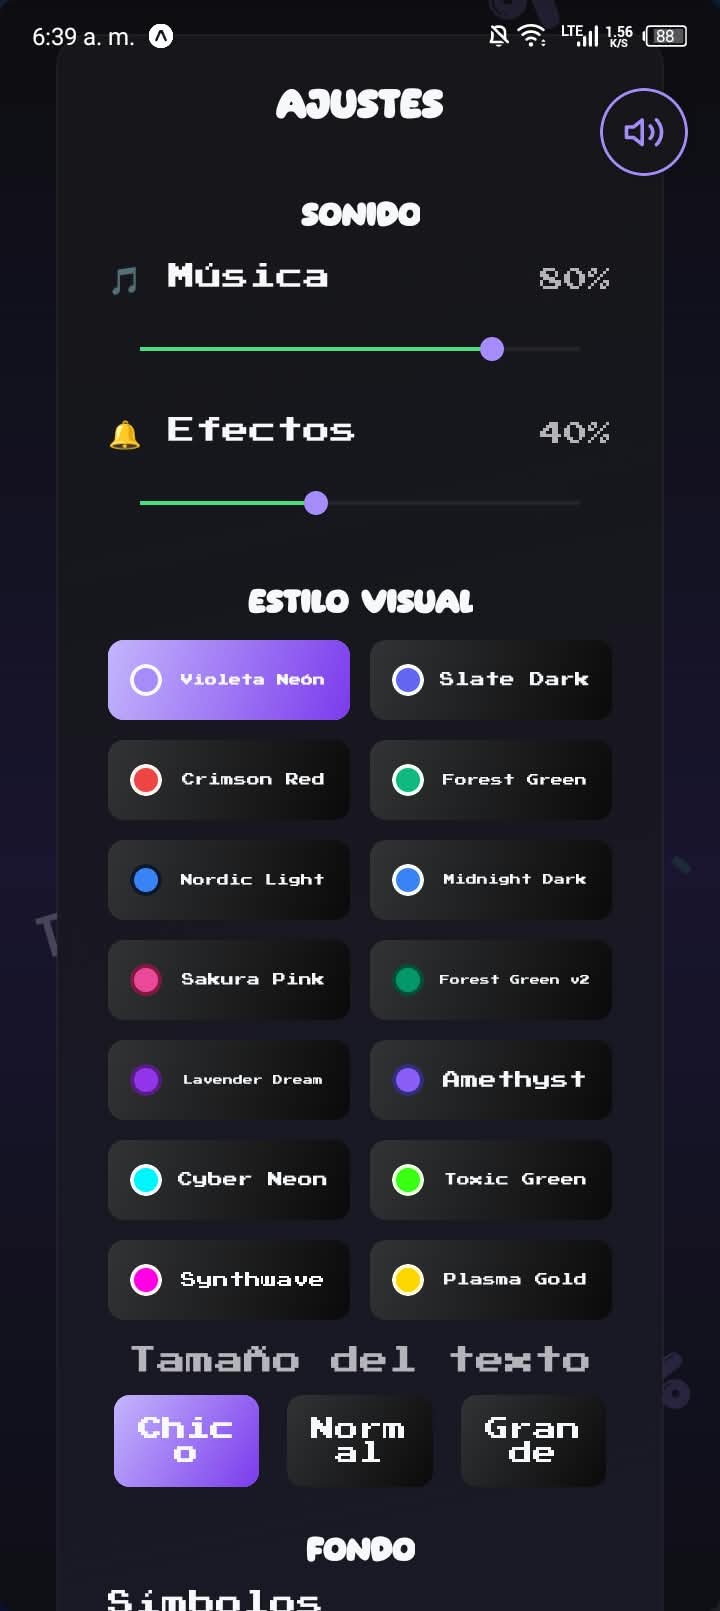 6:39 a. m.
LTE 1.56 K/S 88
AJUSTES
SONIDO
Música 80%
Efectos 40%
ESTILO VISUAL
Violeta Neón Slate Dark
Crimson Red Forest Green
Nordic Light Midnight Dark
Sakura Pink Forest Green v2
Lavender Dream Amethyst
Cyber Neon Toxic Green
Synthwave Plasma Gold
Tamaño del texto
Chic
o
Norm
al
Gran
de
FONDO
Símbolos